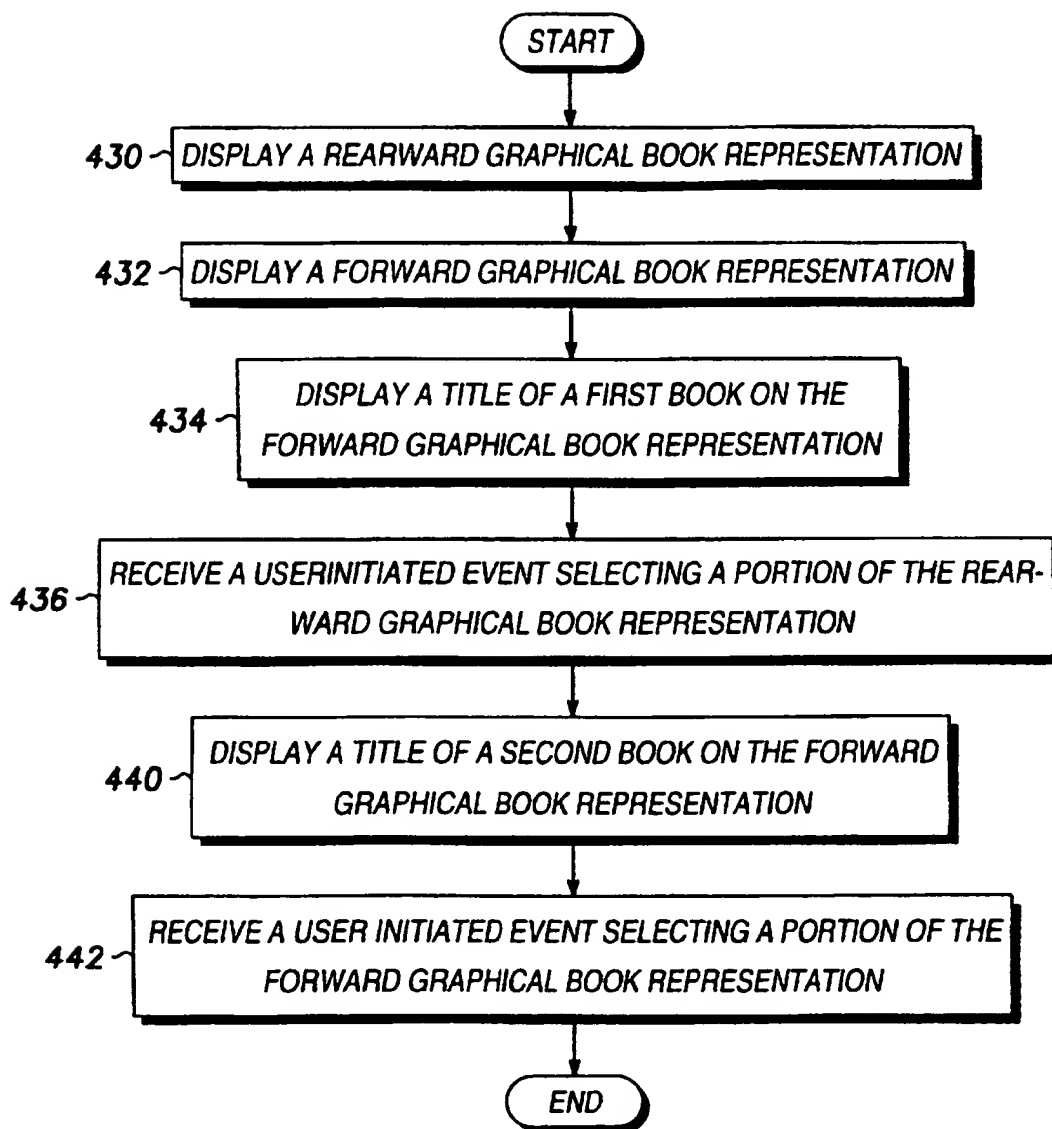 START
430 DISPLAY A REARWARD GRAPHICAL BOOK REPRESENTATION
432 DISPLAY A FORWARD GRAPHICAL BOOK REPRESENTATION
434 DISPLAY A TITLE OF A FIRST BOOK ON THE
FORWARD GRAPHICAL BOOK REPRESENTATION
436 RECEIVE A USERINITIATED EVENT SELECTING A PORTION OF THE REAR-
WARD GRAPHICAL BOOK REPRESENTATION
440 DISPLAY A TITLE OF A SECOND BOOK ON THE FORWARD
GRAPHICAL BOOK REPRESENTATION
442 RECEIVE A USER INITIATED EVENT SELECTING A PORTION OF THE
FORWARD GRAPHICAL BOOK REPRESENTATION
END